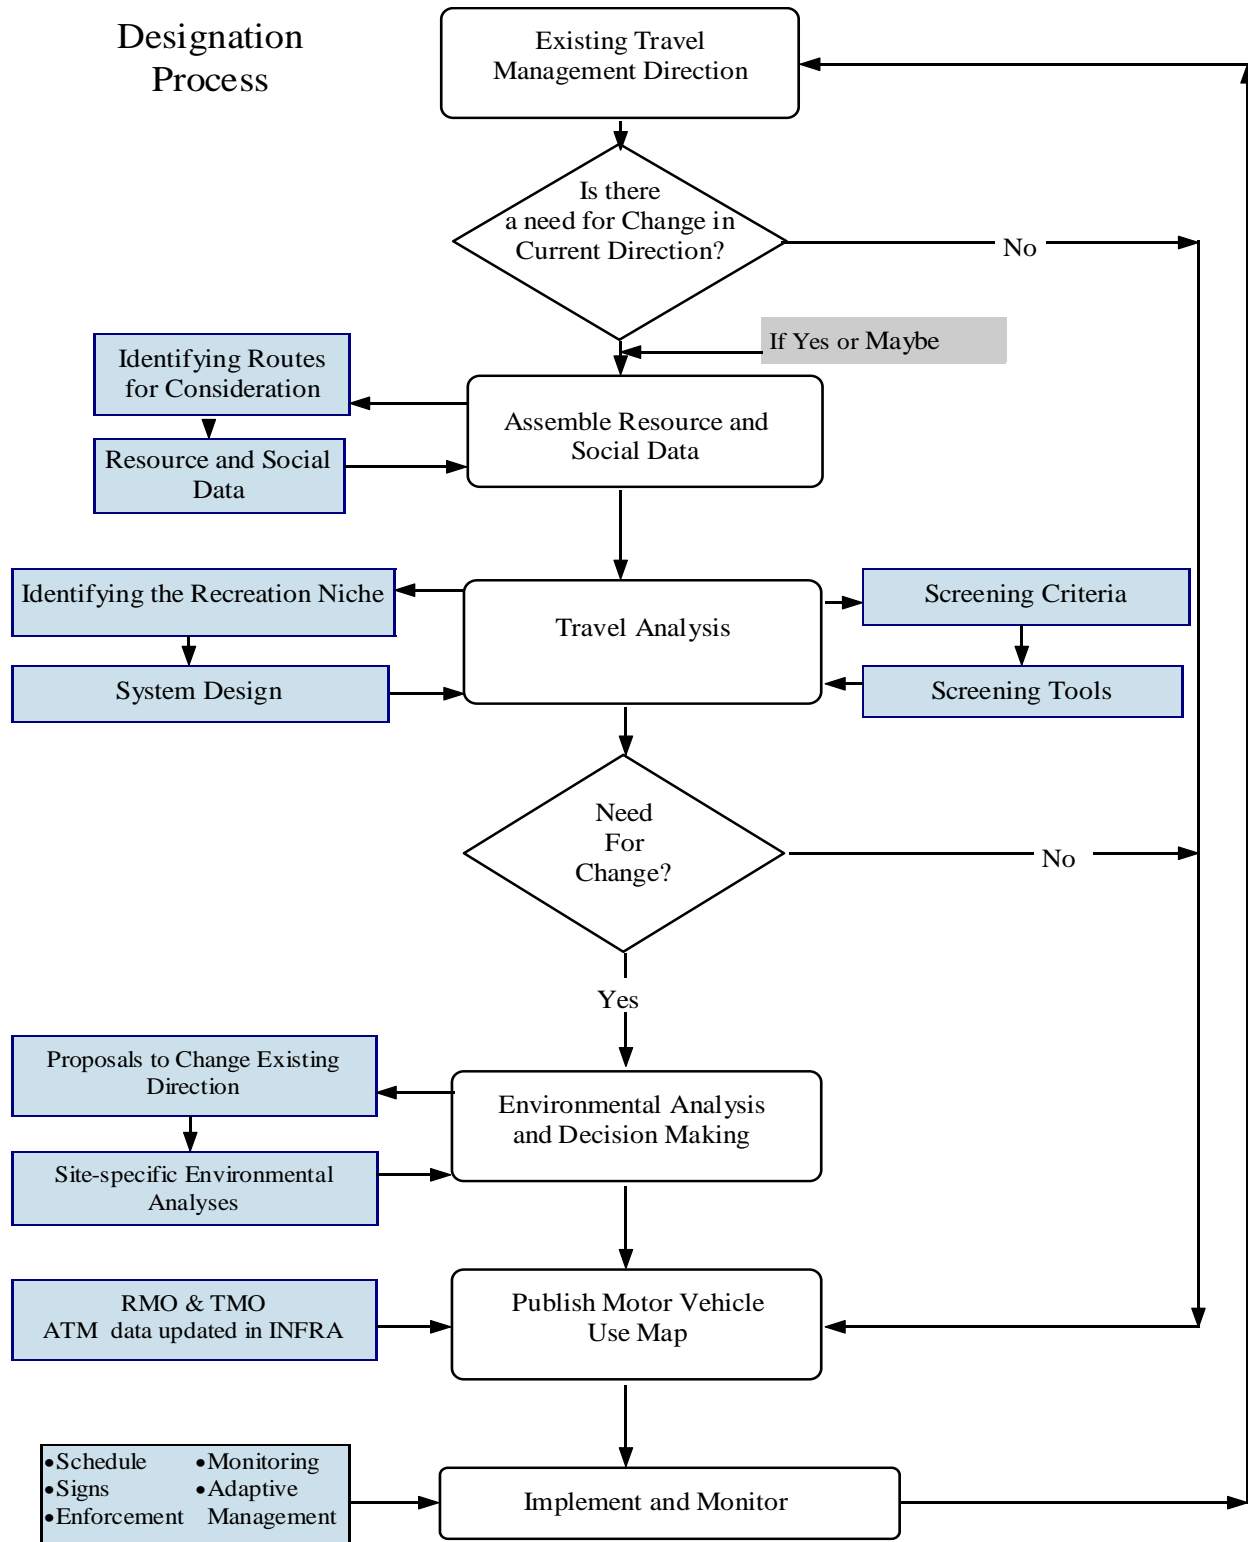 Designation
Process
Existing Travel
Management Direction
Is there
a need for Change in
Current Direction?
No
If Yes or Maybe
Identifying Routes
for Consideration
Assemble Resource and
Social Data
Resource and Social
Data
Identifying the Recreation Niche
Travel Analysis
Screening Criteria
System Design
Screening Tools
Need
For
Change?
No
Yes
Proposals to Change Existing
Direction
Environmental Analysis
and Decision Making
Site-specific Environmental
Analyses
RMO & TMO
ATM data updated in INFRA
Publish Motor Vehicle
Use Map
•Schedule •Monitoring
•Signs •Adaptive
•Enforcement Management
Implement and Monitor